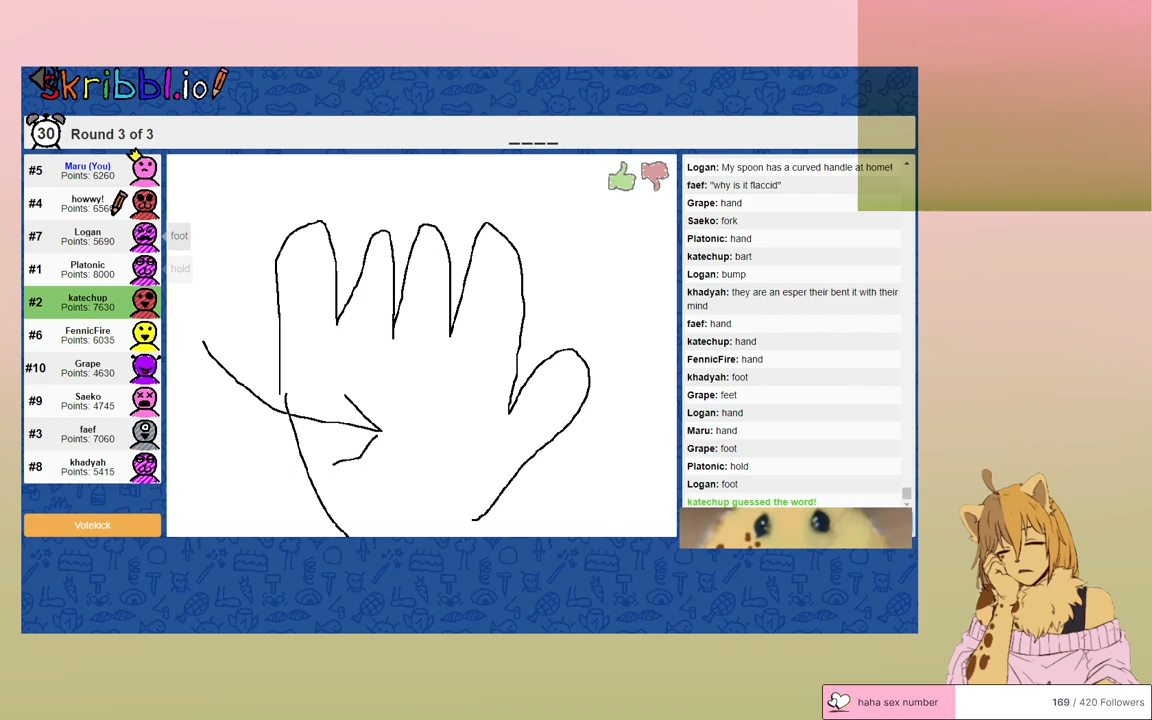 skribbl.io
30
Round 3 of 3
_ _ _ _
#5 Maru (You)
Points: 6260
#4 howwy!
Points: 656
#7 Logan
Points: 5690
#1 Platonic
Points: 8000
#2 katechup
Points: 7630
#6 FennicFire
Points: 6035
#10 Grape
Points: 4630
#9 Saeko
Points: 4745
#3 faef
Points: 7060
#8 khadyah
Points: 5415
Votekick
foot
hold
Logan: My spoon has a curved handle at home!
faef: "why is it flaccid"
Grape: hand
Saeko: fork
Platonic: hand
katechup: bart
Logan: bump
khadyah: they are an esper their bent it with their
mind
faef: hand
katechup: hand
FennicFire: hand
khadyah: foot
Grape: feet
Logan: hand
Maru: hand
Grape: foot
Platonic: hold
Logan: foot
katechup guessed the word!
haha sex number
169 / 420 Followers